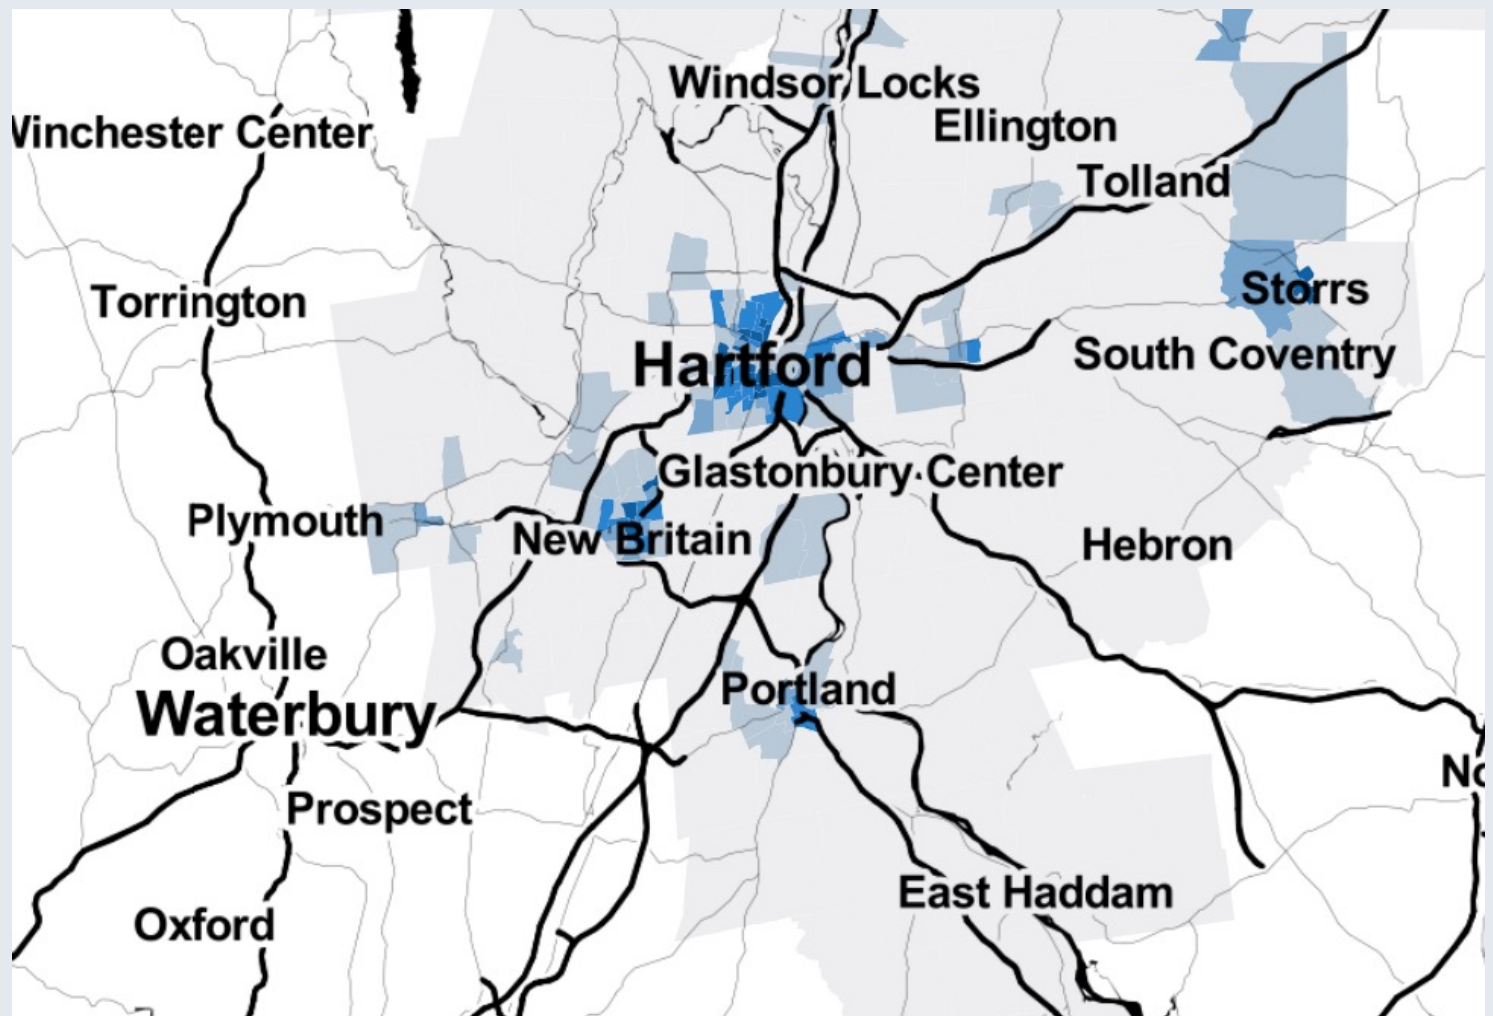 Windsor Locks
Ellington
Winchester Center
Tolland
Storrs
Torrington
South Coventry
Hartford
Glastonbury Center
Plymouth
New Britain
Hebron
Oakville
Portland
Waterbury
Prospect
East Haddam
Oxford